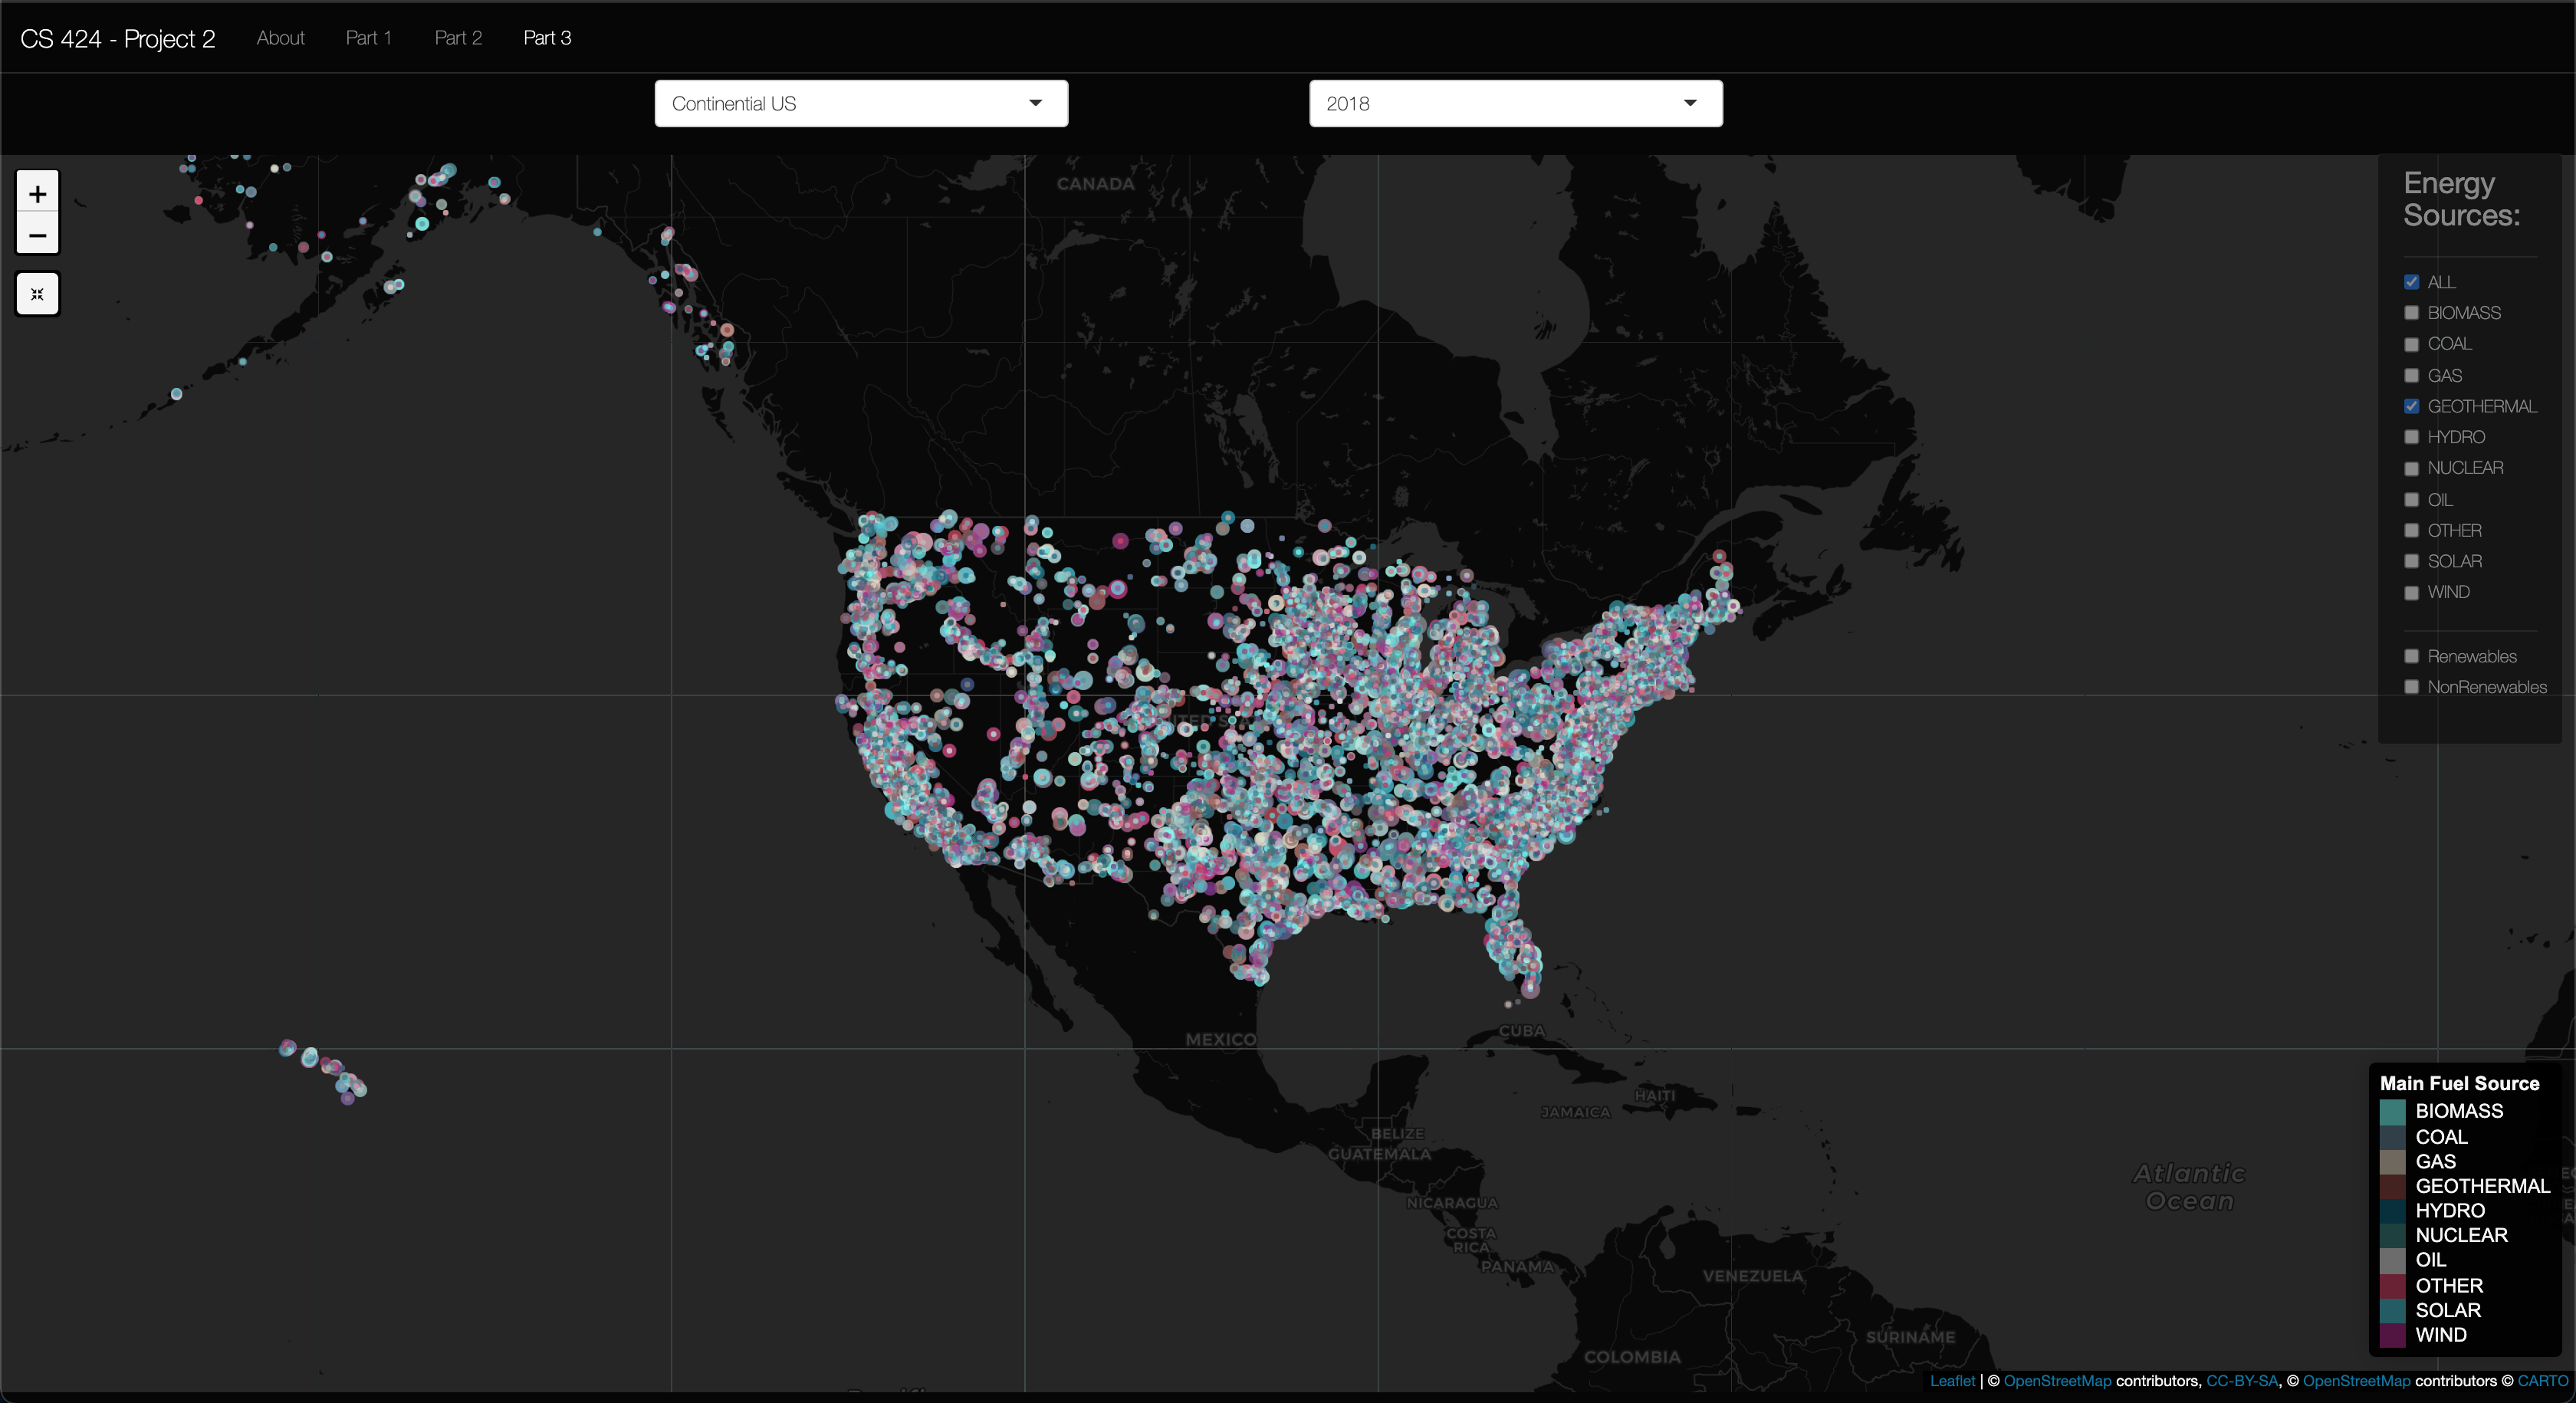 CS 424 - Project 2 About Part 1 Part 2 Part 3
Continential US 2018
+
−
Energy
Sources:
ALL
BIOMASS
COAL
GAS
GEOTHERMAL
HYDRO
NUCLEAR
OIL
OTHER
SOLAR
WIND
Renewables
NonRenewables
CANADA
MEXICO
CUBA
HAITI
JAMAICA
BELIZE
GUATEMALA
NICARAGUA
COSTA
RICA
PANAMA
VENEZUELA
COLOMBIA
SURINAME
Atlantic
Ocean
Main Fuel Source
BIOMASS
COAL
GAS
GEOTHERMAL
HYDRO
NUCLEAR
OIL
OTHER
SOLAR
WIND
Leaflet | © OpenStreetMap contributors, CC-BY-SA, © OpenStreetMap contributors © CARTO